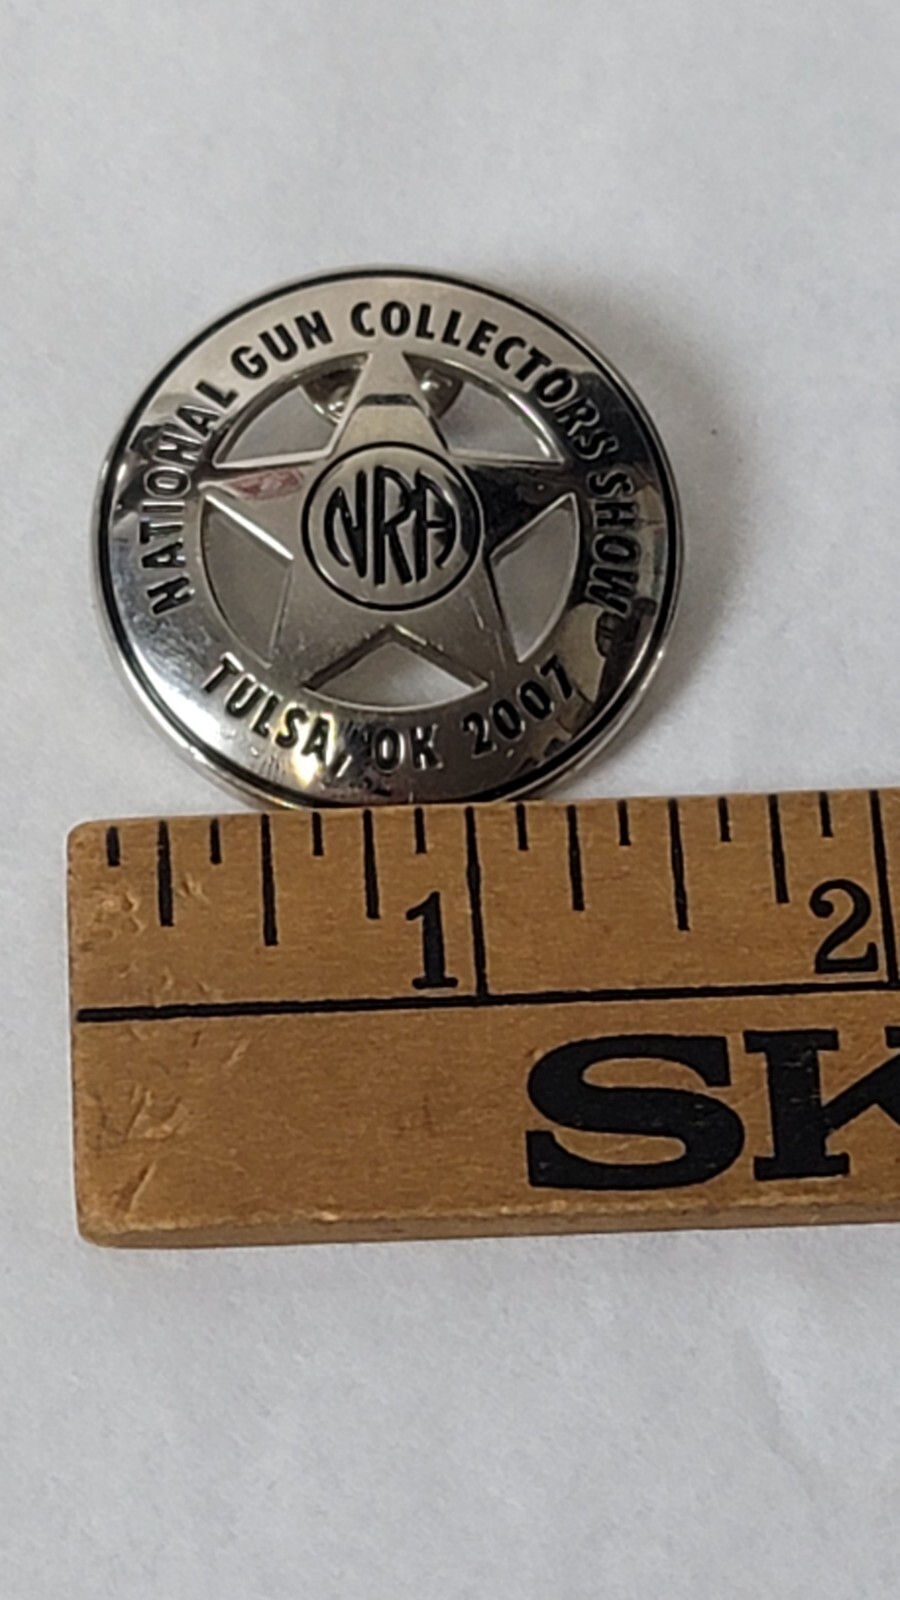 NATIONAL GUN COLLECTORS SHOW
NRA
TULSA, OK 2007
1 2
SK